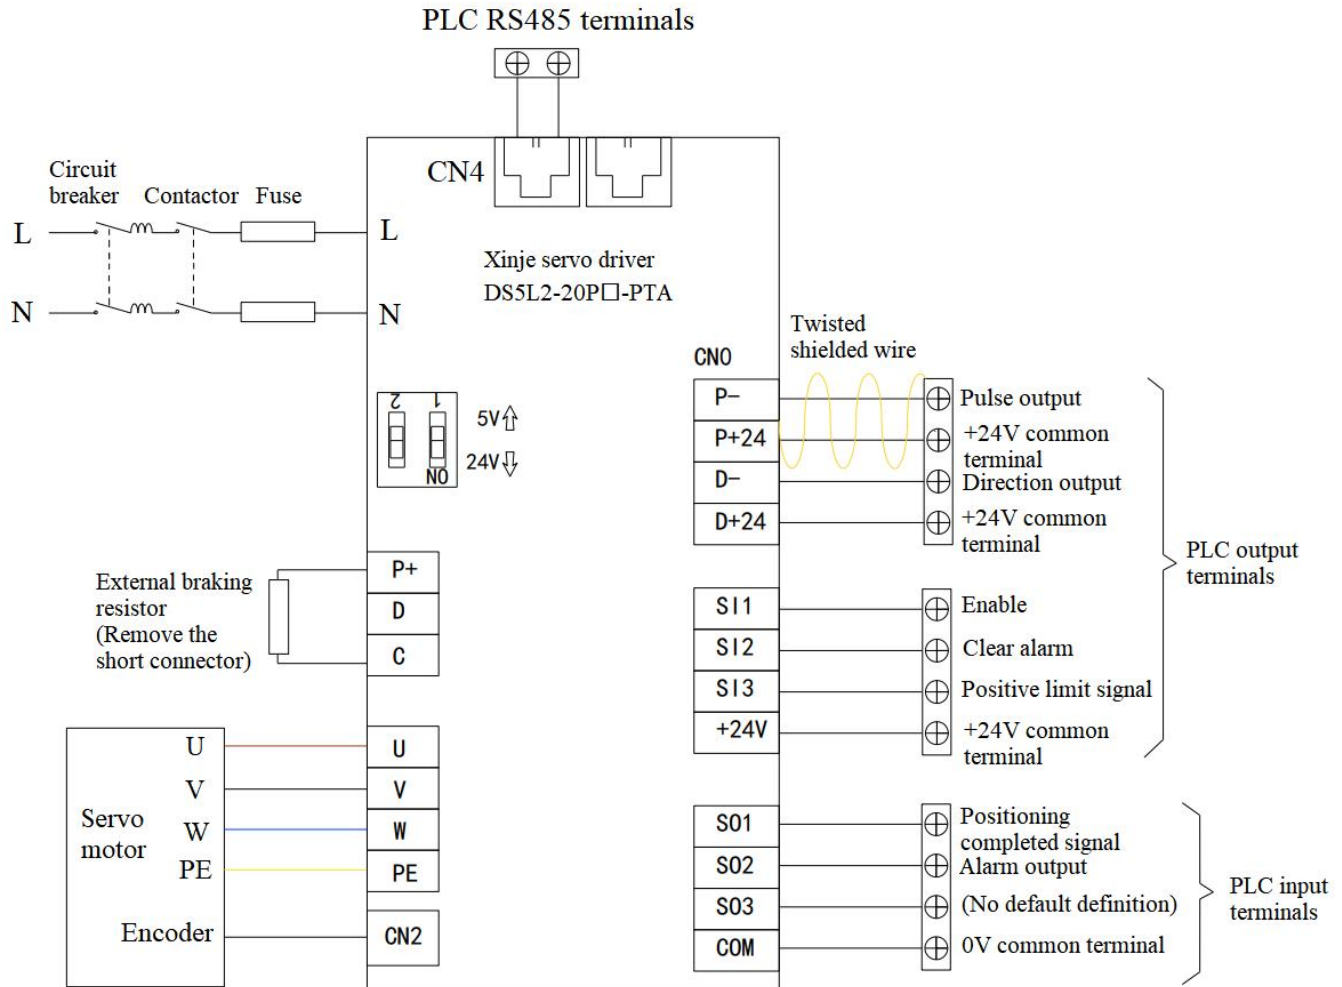 PLC RS485 terminals
CN4
Circuit
breaker
Contactor
Fuse
L
L
N
N
Xinje servo driver
DS5L2-20P□-PTA
2
1
ON
5V
24V
Twisted
shielded wire
CN0
P-
Pulse output
P+24
+24V common
terminal
D-
Direction output
D+24
+24V common
terminal
PLC output
terminals
External braking
resistor
(Remove the
short connector)
P+
D
C
SI1
Enable
SI2
Clear alarm
SI3
Positive limit signal
+24V
+24V common
terminal
Servo
motor
U
U
V
V
W
W
PE
PE
Encoder
CN2
SO1
Positioning
completed signal
SO2
Alarm output
SO3
(No default definition)
COM
0V common terminal
PLC input
terminals